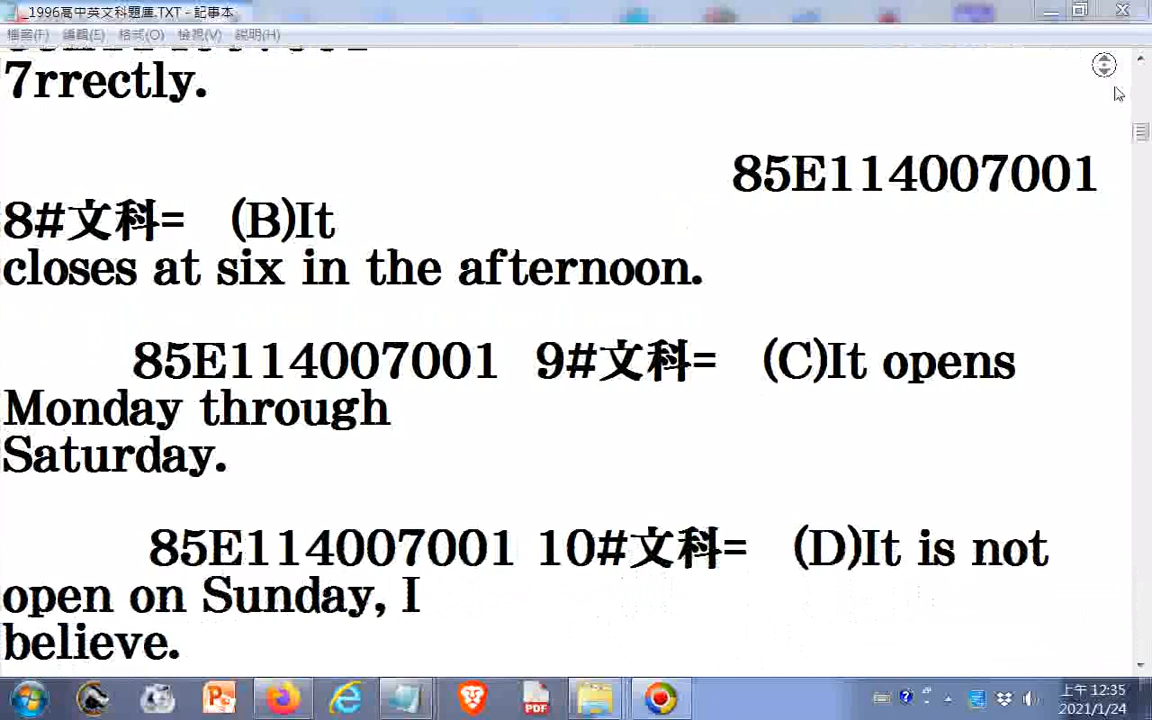 _1996高中英文科題庫.TXT - 記事本
檔案(F) 編輯(E) 格式(O) 檢視(V) 說明(H)
7rrectly.
85E114007001
8#文科= (B)It
closes at six in the afternoon.
85E114007001 9#文科= (C)It opens
Monday through
Saturday.
85E114007001 10#文科= (D)It is not
open on Sunday, I
believe.
PDF
上午 12:35
2021/1/24